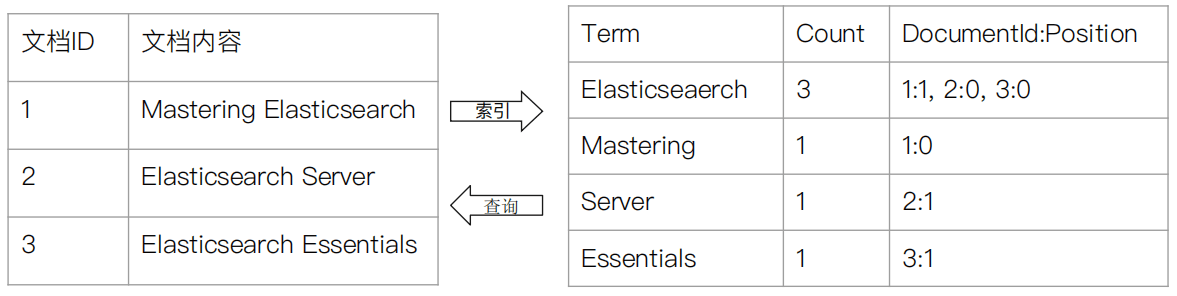 文档ID 文档内容
1 Mastering Elasticsearch
2 Elasticsearch Server
3 Elasticsearch Essentials
索引
查询
Term Count DocumentId:Position
Elasticseaerch 3 1:1, 2:0, 3:0
Mastering 1 1:0
Server 1 2:1
Essentials 1 3:1